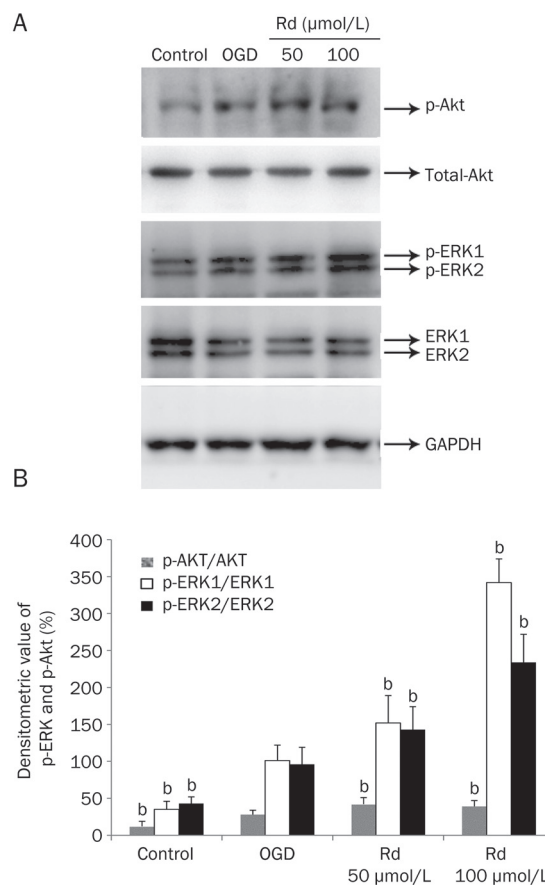 A
Rd (µmol/L)
Control OGD 50 100
p-Akt
Total-Akt
p-ERK1
p-ERK2
ERK1
ERK2
GAPDH
B
400
350
300
250
200
150
100
50
0
Densitometric value of
p-ERK and p-Akt (%)
p-AKT/AKT
p-ERK1/ERK1
p-ERK2/ERK2
b b b
b b b
b b b
Control OGD Rd Rd
50 µmol/L 100 µmol/L